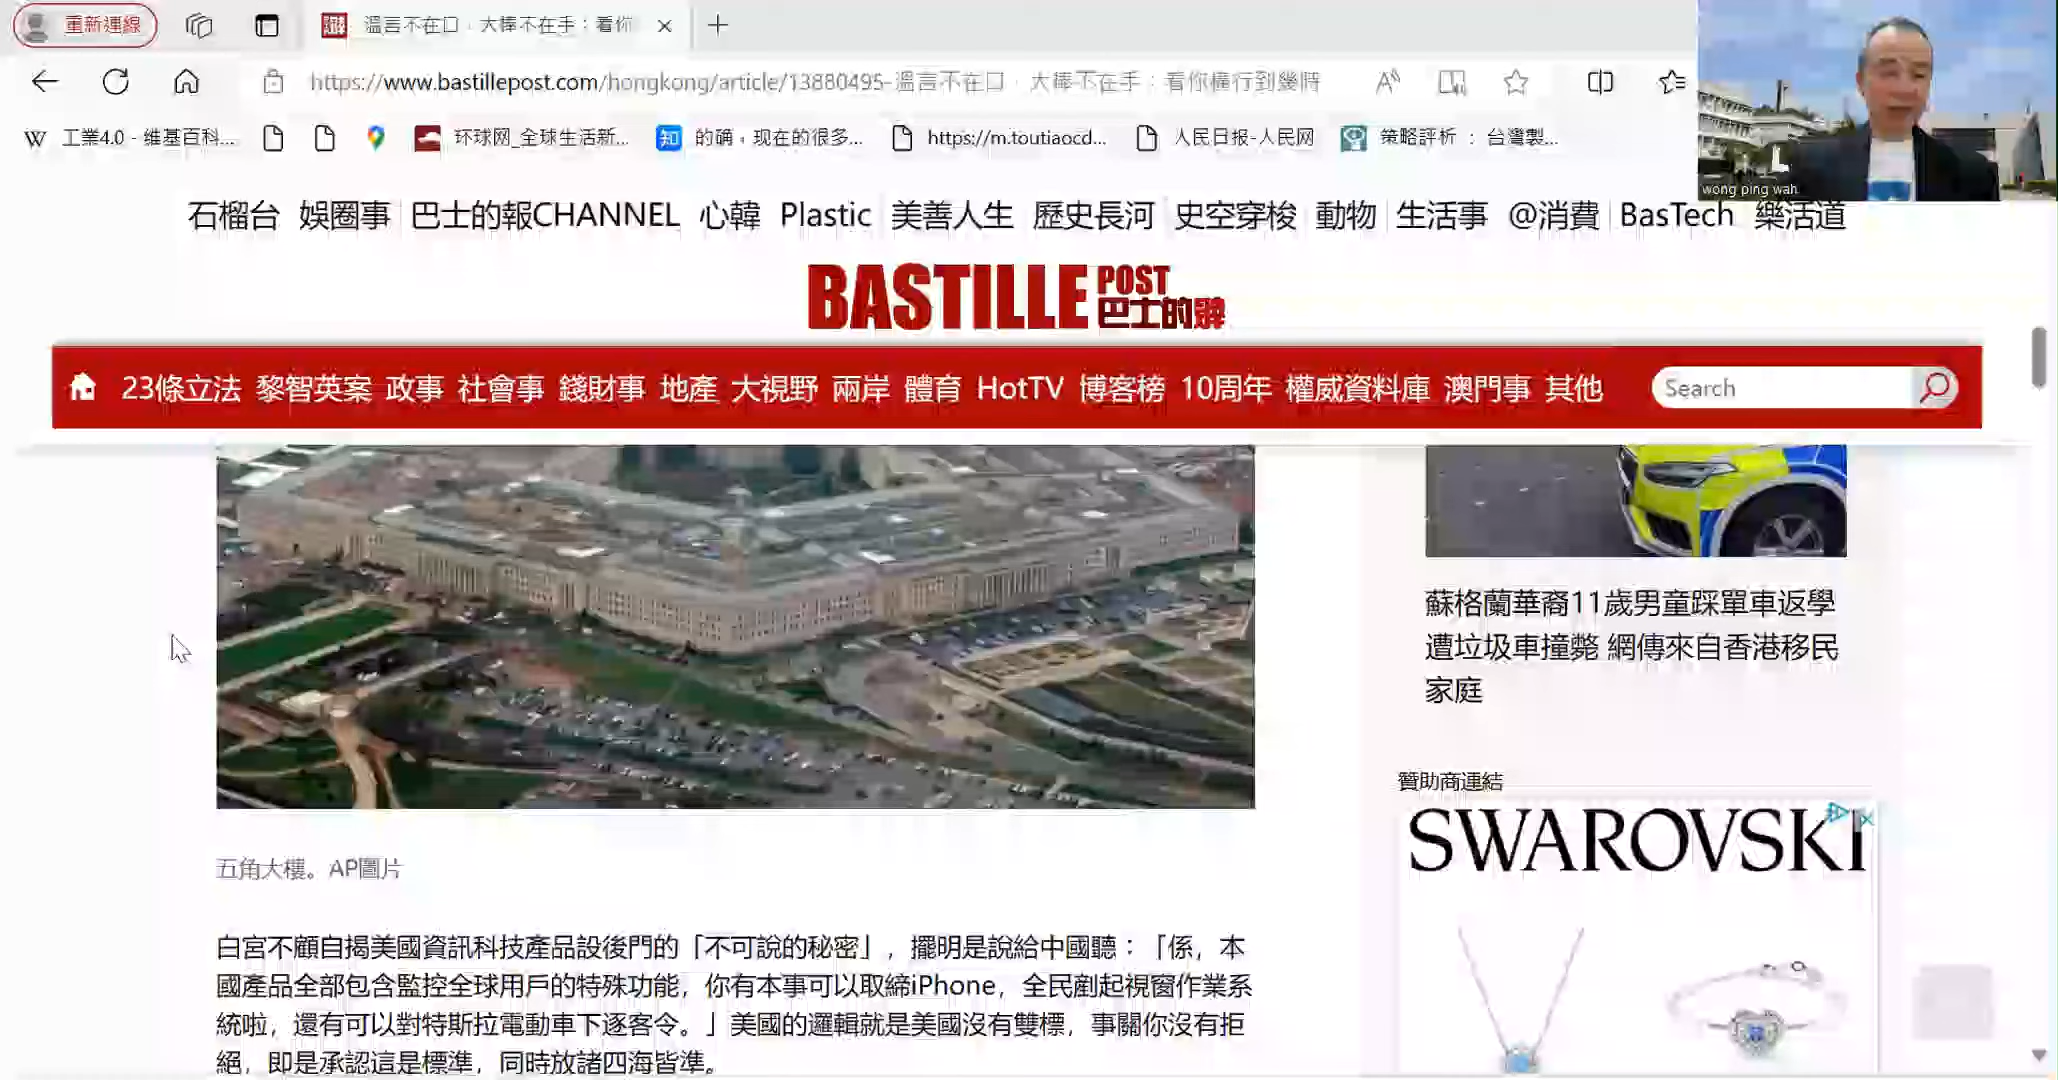 重新連線
溫言不在口，大棒不在手：看你
https://www.bastillepost.com/hongkong/article/13880495-溫言不在口，大棒不在手：看你橫行到幾時
工業4.0 - 維基百科...
环球网_全球生活新...
知 的确，现在的很多...
https://m.toutiaocd...
人民日报-人民网
策略評析 ： 台灣製...
wong ping wah
石榴台 娛圈事 巴士的報CHANNEL 心韓 Plastic 美善人生 歷史長河 史空穿梭 動物 生活事 @消費 BasTech 樂活道
BASTILLE POST 巴士的報
23條立法 黎智英案 政事 社會事 錢財事 地產 大視野 兩岸 體育 HotTV 博客榜 10周年 權威資料庫 澳門事 其他
Search
五角大樓。AP圖片
白宮不顧自揭美國資訊科技產品設後門的「不可說的秘密」，擺明是說給中國聽：「係，本
國產品全部包含監控全球用戶的特殊功能，你有本事可以取締iPhone，全民剷起視窗作業系
統啦，還有可以對特斯拉電動車下逐客令。」美國的邏輯就是美國沒有雙標，事關你沒有拒
絕，即是承認這是標準，同時放諸四海皆準。
蘇格蘭華裔11歲男童踩單車返學
遭垃圾車撞斃 網傳來自香港移民
家庭
贊助商連結
SWAROVSKI